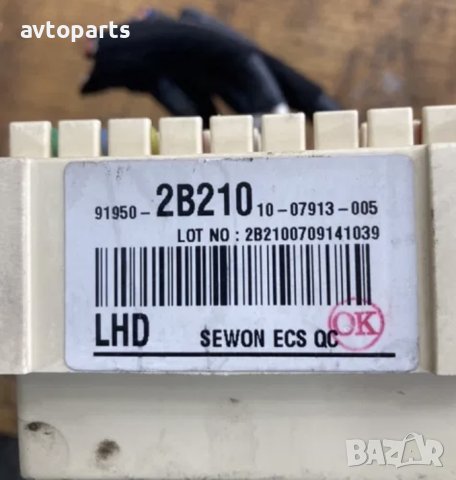 avtoparts
91950- 2B210 10-07913-005
LOT NO : 2B2100709141039
LHD SEWON ECS QC OK
BAZAR